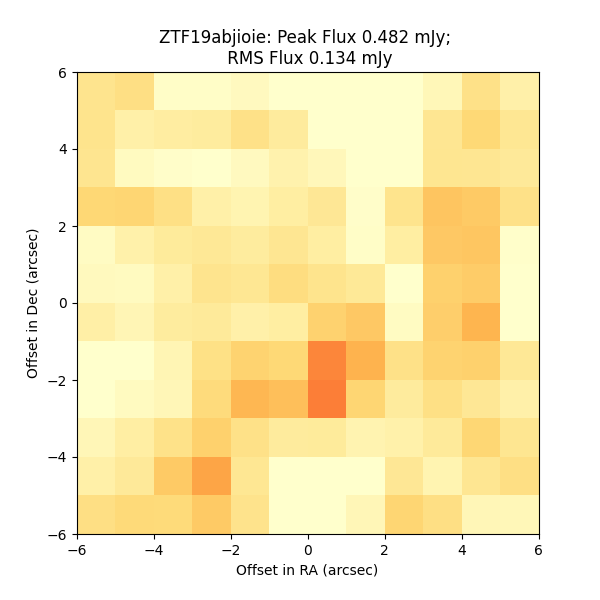 ZTF19abjioie: Peak Flux 0.482 mJy;
RMS Flux 0.134 mJy
6
4
2
0
−2
−4
−6
Offset in Dec (arcsec)
−6 −4 −2 0 2 4 6
Offset in RA (arcsec)